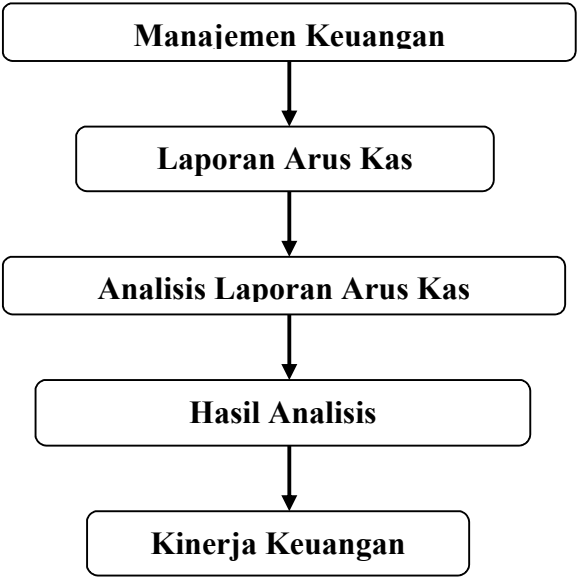 Manajemen Keuangan
Laporan Arus Kas
Analisis Laporan Arus Kas
Hasil Analisis
Kinerja Keuangan